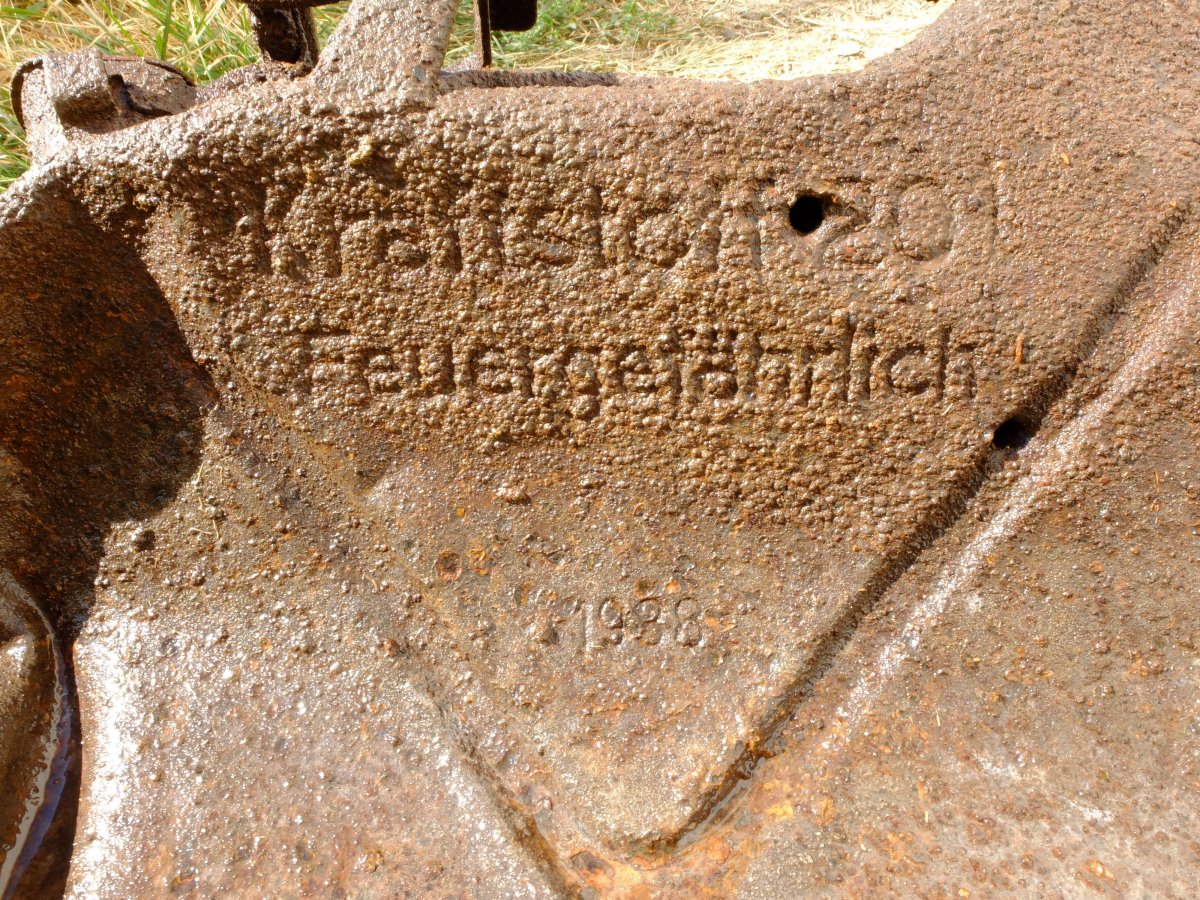 Kraftstoff 20 l
Feuergefährlich
1938